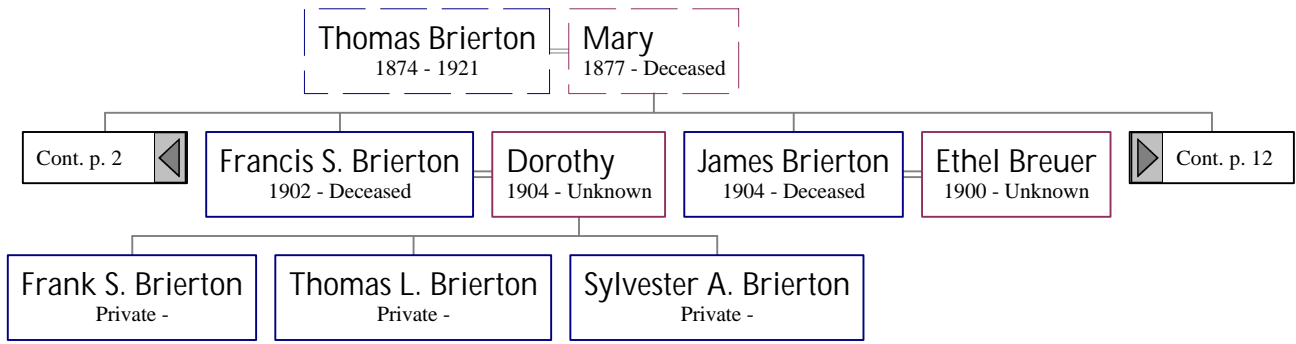 Thomas Brierton
1874 - 1921
Mary
1877 - Deceased
Cont. p. 2
Francis S. Brierton
1902 - Deceased
Dorothy
1904 - Unknown
James Brierton
1904 - Deceased
Ethel Breuer
1900 - Unknown
Cont. p. 12
Frank S. Brierton
Private -
Thomas L. Brierton
Private -
Sylvester A. Brierton
Private -